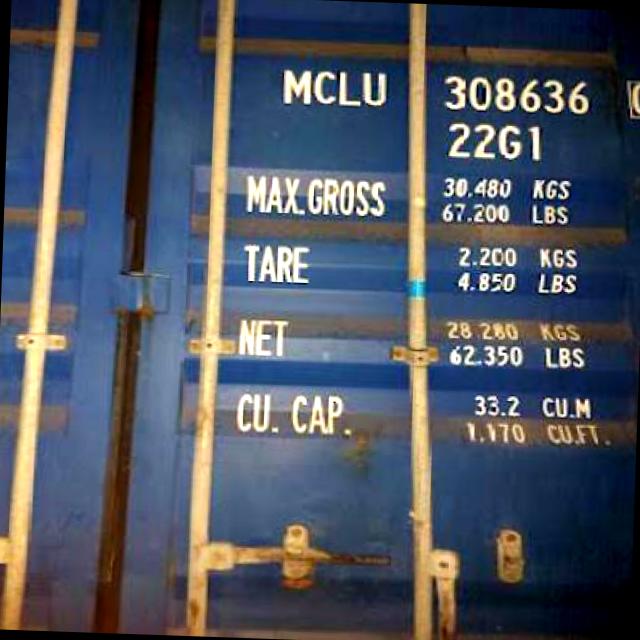 MCLU 308636
22G1
MAX.GROSS 30.480 KGS
67.200 LBS
TARE 2.200 KGS
4.850 LBS
NET 28.280 KGS
62.350 LBS
CU. CAP. 33.2 CU.M
1.170 CU.FT.